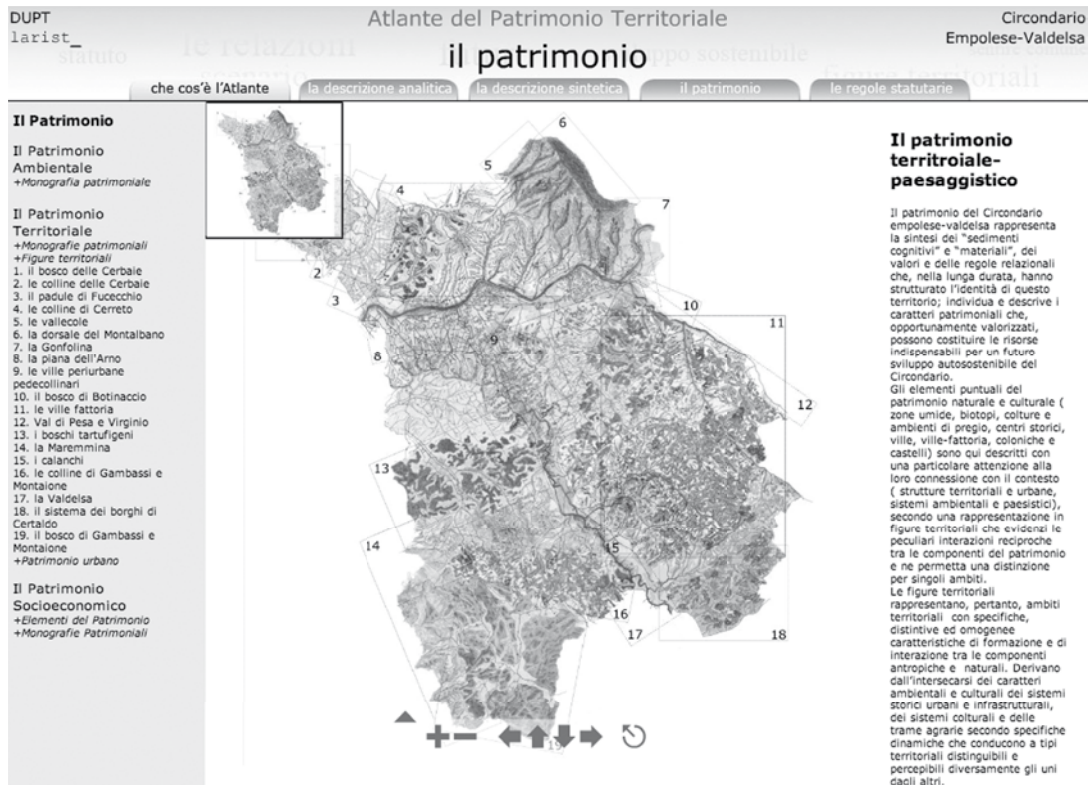 DUPT
larist_
Atlante del Patrimonio Territoriale
il patrimonio
Circondario
Empolese-Valdelsa
statuto
le relazioni
scenario
sostenibile
figure territoriali
che cos'è l'Atlante
la descrizione analitica
la descrizione sintetica
il patrimonio
le regole statutarie
Il Patrimonio
Il Patrimonio
Ambientale
+Monografia patrimoniale
Il Patrimonio
Territoriale
+Monografie patrimoniali
+Figure territoriali
1. il bosco delle Cerbaie
2. le colline delle Cerbaie
3. il padule di Fucecchio
4. le colline di Cerreto
5. le vallecole
6. la dorsale del Montalbano
7. la Gonfolina
8. la piana dell'Arno
9. le ville periurbane
pedecollinari
10. il bosco di Botinaccio
11. le ville fattoria
12. Val di Pesa e Virginio
13. i boschi tartufigeni
14. la Maremmina
15. i calanchi
16. le colline di Gambassi e
Montaione
17. la Valdelsa
18. il sistema dei borghi di
Certaldo
19. il bosco di Gambassi e
Montaione
+Patrimonio urbano
Il Patrimonio
Socioeconomico
+Elementi del Patrimonio
+Monografie Patrimoniali
6
5
4
7
2
3
10
11
9
8
12
13
14
15
16
17
18
19
Il patrimonio
territroiale-
paesaggistico
Il patrimonio del Circondario
empolese-valdelsa rappresenta
la sintesi dei "sedimenti
cognitivi" e "materiali", dei
valori e delle regole relazionali
che, nella lunga durata, hanno
strutturato l'identità di questo
territorio; individua e descrive i
caratteri patrimoniali che,
opportunamente valorizzati,
possono costituire le risorse
indispensabili per un futuro
sviluppo autosostenibile del
Circondario.
Gli elementi puntuali del
patrimonio naturale e culturale (
zone umide, biotopi, colture e
ambienti di pregio, centri storici,
ville, ville-fattoria, coloniche e
castelli) sono qui descritti con
una particolare attenzione alla
loro connessione con il contesto
( strutture territoriali e urbane,
sistemi ambientali e paesistici),
secondo una rappresentazione in
figure territoriali che evidenzi le
peculiari interazioni reciproche
tra le componenti del patrimonio
e ne permetta una distinzione
per singoli ambiti.
Le figure territoriali
rappresentano, pertanto, ambiti
territoriali con specifiche,
distintive ed omogenee
caratteristiche di formazione e di
interazione tra le componenti
antropiche e naturali. Derivano
dall'intersecarsi dei caratteri
ambientali e culturali dei sistemi
storici urbani e infrastrutturali,
dei sistemi colturali e delle
trame agrarie secondo specifiche
dinamiche che conducono a tipi
territoriali distinguibili e
percepibili diversamente gli uni
dagli altri.